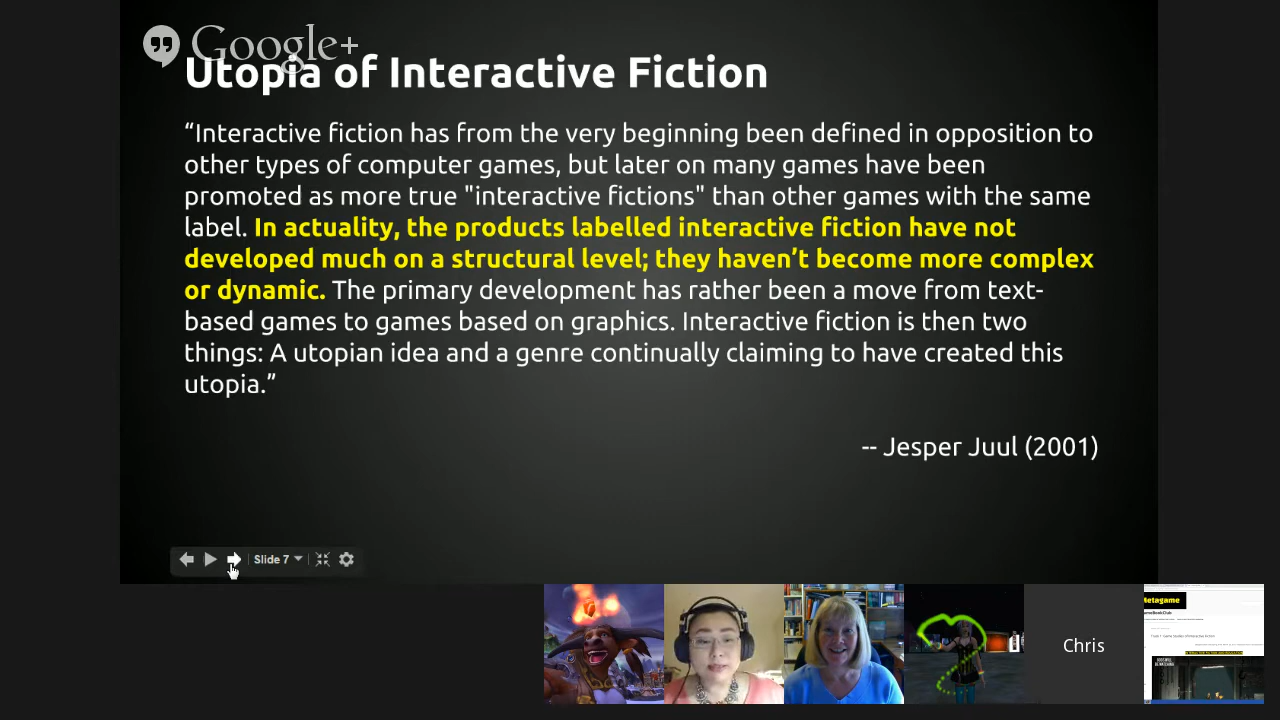 Google+
Utopia of Interactive Fiction
“Interactive fiction has from the very beginning been defined in opposition to
other types of computer games, but later on many games have been
promoted as more true "interactive fictions" than other games with the same
label. In actuality, the products labelled interactive fiction have not
developed much on a structural level; they haven’t become more complex
or dynamic. The primary development has rather been a move from text-
based games to games based on graphics. Interactive fiction is then two
things: A utopian idea and a genre continually claiming to have created this
utopia.”
-- Jesper Juul (2001)
Slide 7
Chris
Metagame